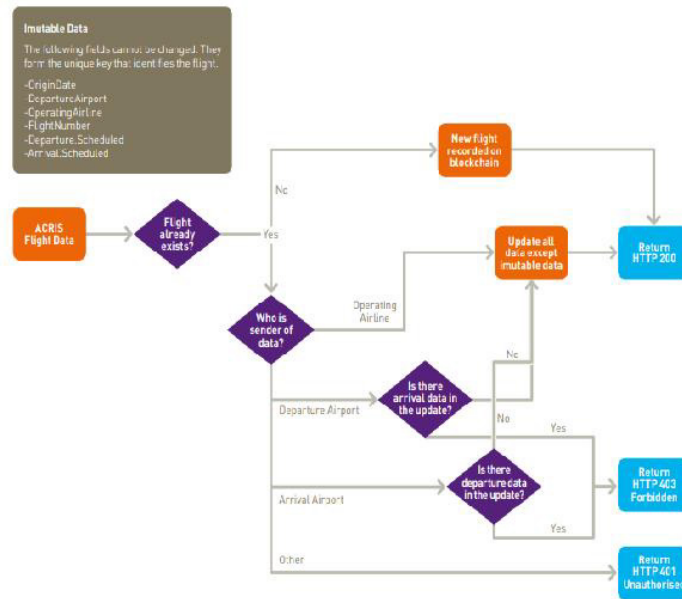 Imutable Data
The following fields cannot be changed. They
form the unique key that identifies the flight.
-OriginDate
-DepartureAirport
-OperatingAirline
-FlightNumber
-Departure.Scheduled
-Arrival.Scheduled
New flight
recorded on
blockchain
No
ACRIS
Flight Data
Flight
already
exists?
Yes
Update all
data except
imutable data
Return
HTTP 200
Operating
Airline
Who is
sender of
data?
No
Is there
arrival data in
the update?
Departure Airport
No
Yes
Is there
departure data
in the update?
Return
HTTP 403
Forbidden
Arrival Airport
Yes
Other
Return
HTTP 401
Unauthorised